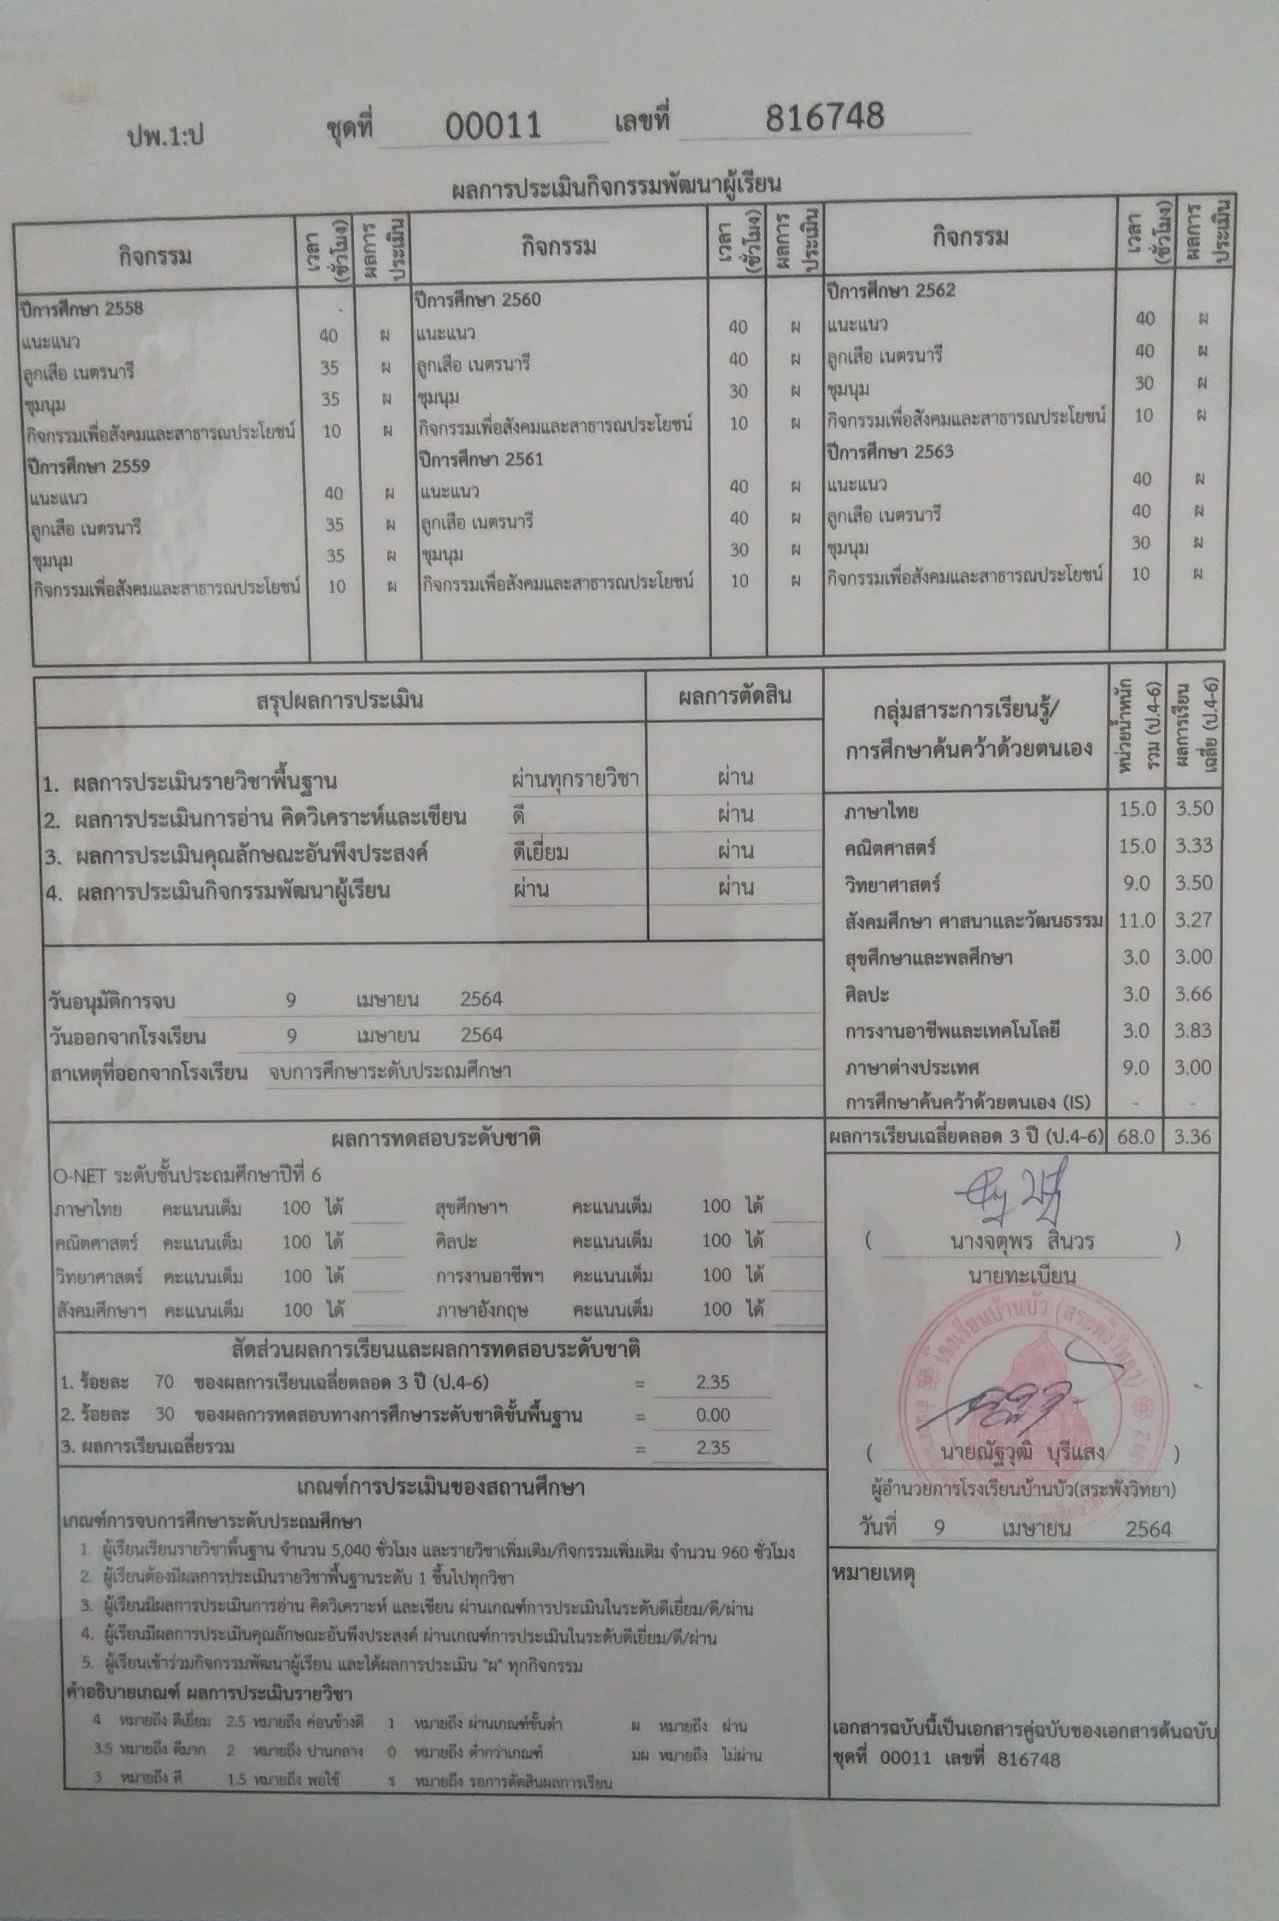 ปพ.1:ป ชุดที่ 00011 เลขที่ 816748
ผลการประเมินกิจกรรมพัฒนาผู้เรียน
กิจกรรม เวลา (ชั่วโมง) ผลการประเมิน กิจกรรม เวลา (ชั่วโมง) ผลการประเมิน กิจกรรม เวลา (ชั่วโมง) ผลการประเมิน
ปีการศึกษา 2558 ปีการศึกษา 2560 ปีการศึกษา 2562
แนะแนว 40 ผ แนะแนว 40 ผ แนะแนว 40 ผ
ลูกเสือ เนตรนารี 35 ผ ลูกเสือ เนตรนารี 40 ผ ลูกเสือ เนตรนารี 40 ผ
ชุมนุม 35 ผ ชุมนุม 30 ผ ชุมนุม 30 ผ
กิจกรรมเพื่อสังคมและสาธารณประโยชน์ 10 ผ กิจกรรมเพื่อสังคมและสาธารณประโยชน์ 10 ผ กิจกรรมเพื่อสังคมและสาธารณประโยชน์ 10 ผ
ปีการศึกษา 2559 ปีการศึกษา 2561 ปีการศึกษา 2563
แนะแนว 40 ผ แนะแนว 40 ผ แนะแนว 40 ผ
ลูกเสือ เนตรนารี 35 ผ ลูกเสือ เนตรนารี 40 ผ ลูกเสือ เนตรนารี 40 ผ
ชุมนุม 35 ผ ชุมนุม 30 ผ ชุมนุม 30 ผ
กิจกรรมเพื่อสังคมและสาธารณประโยชน์ 10 ผ กิจกรรมเพื่อสังคมและสาธารณประโยชน์ 10 ผ กิจกรรมเพื่อสังคมและสาธารณประโยชน์ 10 ผ
สรุปผลการประเมิน ผลการตัดสิน
1. ผลการประเมินรายวิชาพื้นฐาน ผ่านทุกรายวิชา ผ่าน
2. ผลการประเมินการอ่าน คิดวิเคราะห์และเขียน ดี ผ่าน
3. ผลการประเมินคุณลักษณะอันพึงประสงค์ ดีเยี่ยม ผ่าน
4. ผลการประเมินกิจกรรมพัฒนาผู้เรียน ผ่าน ผ่าน
วันอนุมัติการจบ 9 เมษายน 2564
วันออกจากโรงเรียน 9 เมษายน 2564
สาเหตุที่ออกจากโรงเรียน จบการศึกษาระดับประถมศึกษา
ผลการทดสอบระดับชาติ
O-NET ระดับชั้นประถมศึกษาปีที่ 6
ภาษาไทย คะแนนเต็ม 100 ได้ สุขศึกษาฯ คะแนนเต็ม 100 ได้
คณิตศาสตร์ คะแนนเต็ม 100 ได้ ศิลปะ คะแนนเต็ม 100 ได้
วิทยาศาสตร์ คะแนนเต็ม 100 ได้ การงานอาชีพฯ คะแนนเต็ม 100 ได้
สังคมศึกษาฯ คะแนนเต็ม 100 ได้ ภาษาอังกฤษ คะแนนเต็ม 100 ได้
สัดส่วนผลการเรียนและผลการทดสอบระดับชาติ
1. ร้อยละ 70 ของผลการเรียนเฉลี่ยตลอด 3 ปี (ป.4-6) = 2.35
2. ร้อยละ 30 ของผลการทดสอบทางการศึกษาระดับชาติขั้นพื้นฐาน = 0.00
3. ผลการเรียนเฉลี่ยรวม = 2.35
เกณฑ์การประเมินของสถานศึกษา
เกณฑ์การจบการศึกษาระดับประถมศึกษา
1. ผู้เรียนเรียนรายวิชาพื้นฐาน จำนวน 5,040 ชั่วโมง และรายวิชาเพิ่มเติม/กิจกรรมเพิ่มเติม จำนวน 960 ชั่วโมง
2. ผู้เรียนต้องมีผลการประเมินรายวิชาพื้นฐานระดับ 1 ขึ้นไปทุกวิชา
3. ผู้เรียนมีผลการประเมินการอ่าน คิดวิเคราะห์ และเขียน ผ่านเกณฑ์การประเมินในระดับดีเยี่ยม/ดี/ผ่าน
4. ผู้เรียนมีผลการประเมินคุณลักษณะอันพึงประสงค์ ผ่านเกณฑ์การประเมินในระดับดีเยี่ยม/ดี/ผ่าน
5. ผู้เรียนเข้าร่วมกิจกรรมพัฒนาผู้เรียน และได้ผลการประเมิน "ผ" ทุกกิจกรรม
คำอธิบายเกณฑ์ ผลการประเมินรายวิชา
4 หมายถึง ดีเยี่ยม 2.5 หมายถึง ค่อนข้างดี 1 หมายถึง ผ่านเกณฑ์ขั้นต่ำ ผ หมายถึง ผ่าน
3.5 หมายถึง ดีมาก 2 หมายถึง ปานกลาง 0 หมายถึง ต่ำกว่าเกณฑ์ มผ หมายถึง ไม่ผ่าน
3 หมายถึง ดี 1.5 หมายถึง พอใช้ ร หมายถึง รอการตัดสินผลการเรียน
กลุ่มสาระการเรียนรู้/ หน่วยน้ำหนัก ผลการเรียน
การศึกษาค้นคว้าด้วยตนเอง รวม (ป.4-6) เฉลี่ย (ป.4-6)
ภาษาไทย 15.0 3.50
คณิตศาสตร์ 15.0 3.33
วิทยาศาสตร์ 9.0 3.50
สังคมศึกษา ศาสนาและวัฒนธรรม 11.0 3.27
สุขศึกษาและพลศึกษา 3.0 3.00
ศิลปะ 3.0 3.66
การงานอาชีพและเทคโนโลยี 3.0 3.83
ภาษาต่างประเทศ 9.0 3.00
การศึกษาค้นคว้าด้วยตนเอง (IS) - -
ผลการเรียนเฉลี่ยตลอด 3 ปี (ป.4-6) 68.0 3.36
( นางจตุพร สินวร )
นายทะเบียน
โรงเรียนบ้านบัว (สระพังวิทยา)
( นายณัฐวุฒิ บุรีแสง )
ผู้อำนวยการโรงเรียนบ้านบัว(สระพังวิทยา)
วันที่ 9 เมษายน 2564
หมายเหตุ
เอกสารฉบับนี้เป็นเอกสารคู่ฉบับของเอกสารต้นฉบับ
ชุดที่ 00011 เลขที่ 816748